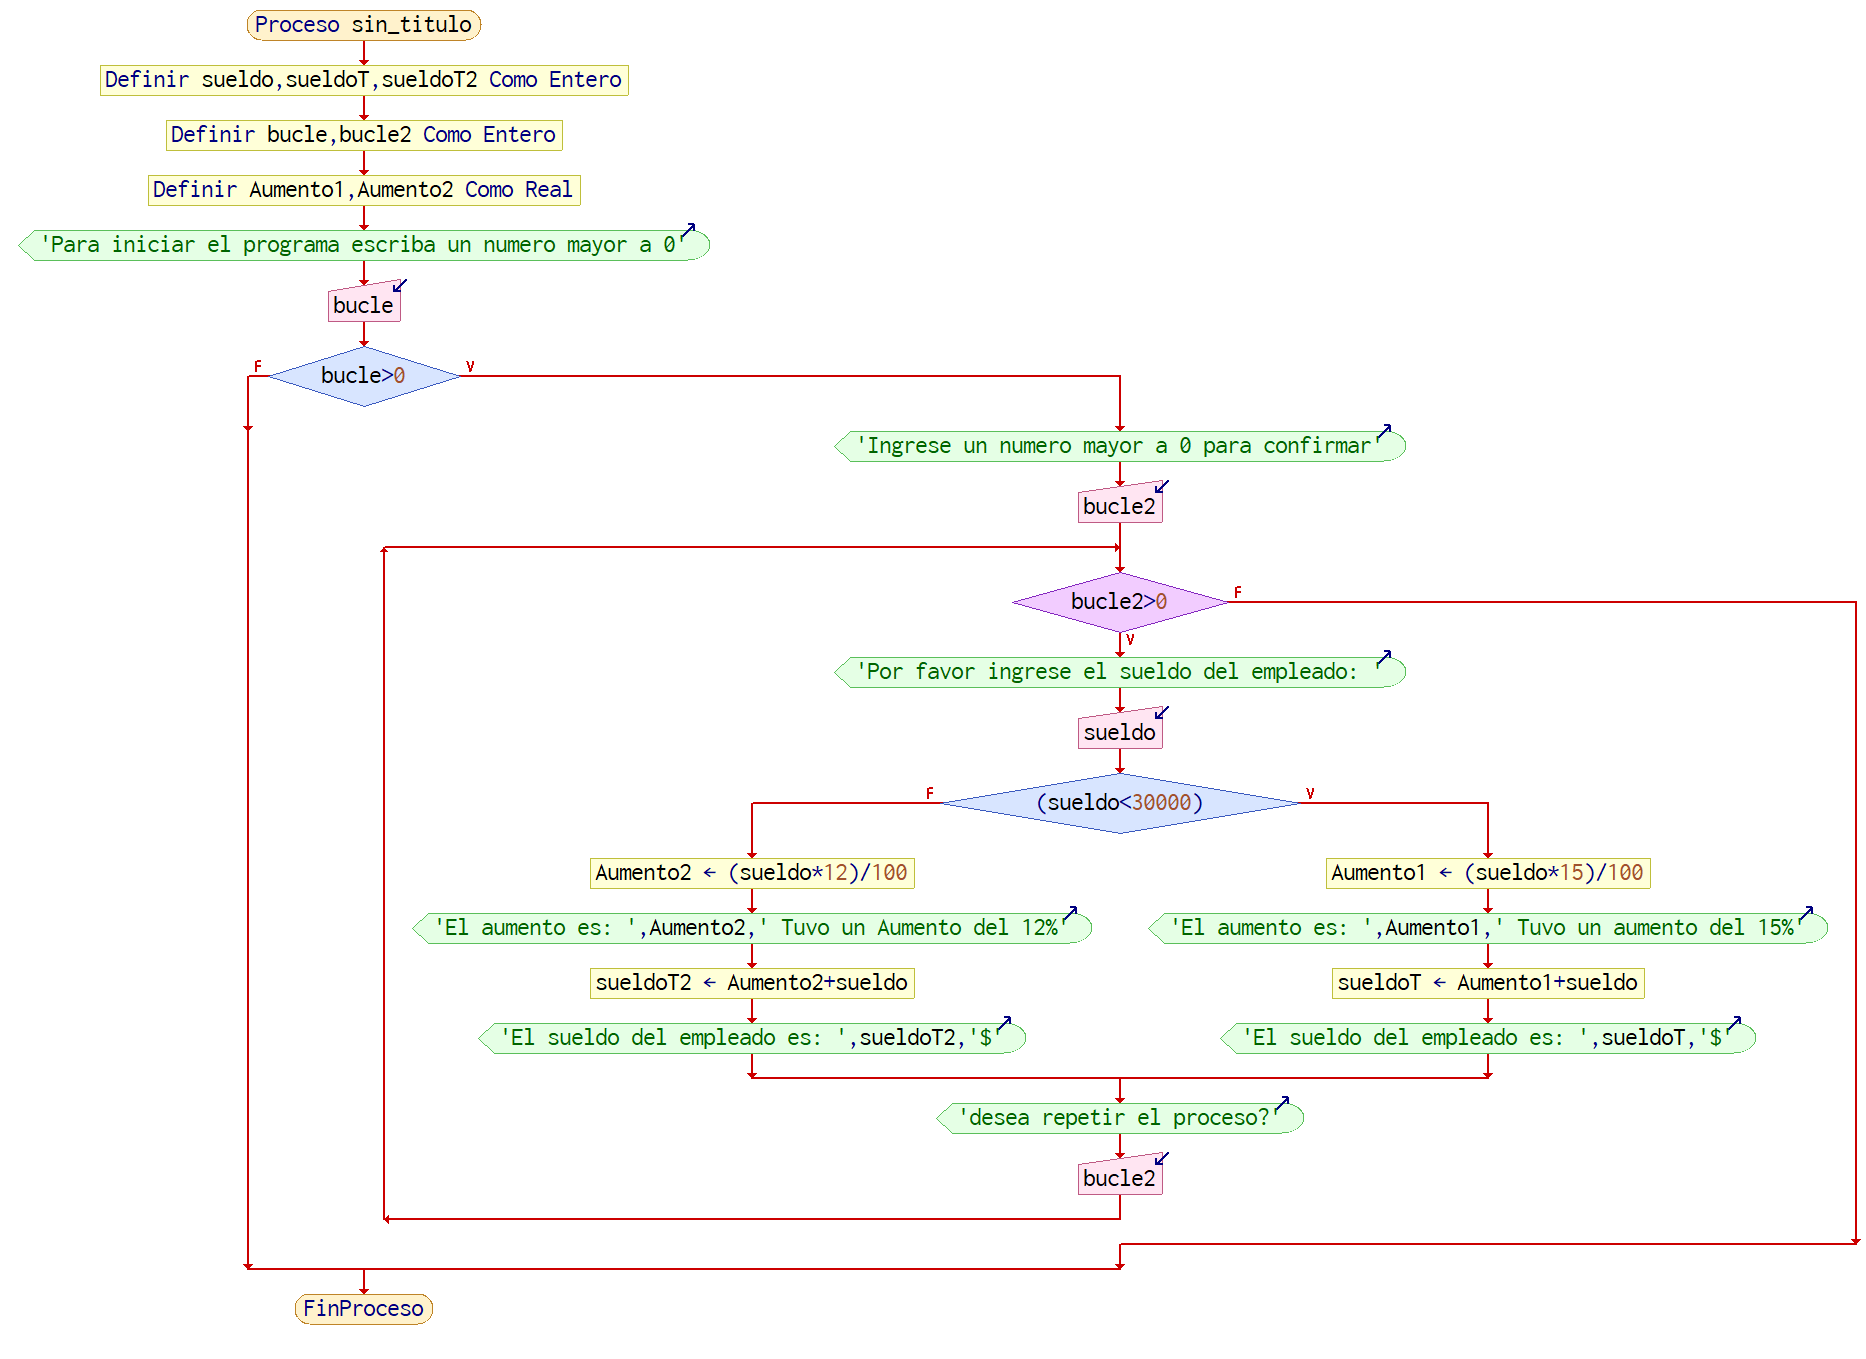 Proceso sin_titulo
Definir sueldo,sueldoT,sueldoT2 Como Entero
Definir bucle,bucle2 Como Entero
Definir Aumento1,Aumento2 Como Real
'Para iniciar el programa escriba un numero mayor a 0'
bucle
F
V
bucle>0
'Ingrese un numero mayor a 0 para confirmar'
bucle2
F
bucle2>0
V
'Por favor ingrese el sueldo del empleado: '
sueldo
F
V
(sueldo<30000)
Aumento2 ← (sueldo*12)/100
Aumento1 ← (sueldo*15)/100
'El aumento es: ',Aumento2,' Tuvo un Aumento del 12%'
'El aumento es: ',Aumento1,' Tuvo un aumento del 15%'
sueldoT2 ← Aumento2+sueldo
sueldoT ← Aumento1+sueldo
'El sueldo del empleado es: ',sueldoT2,'$'
'El sueldo del empleado es: ',sueldoT,'$'
'desea repetir el proceso?'
bucle2
FinProceso